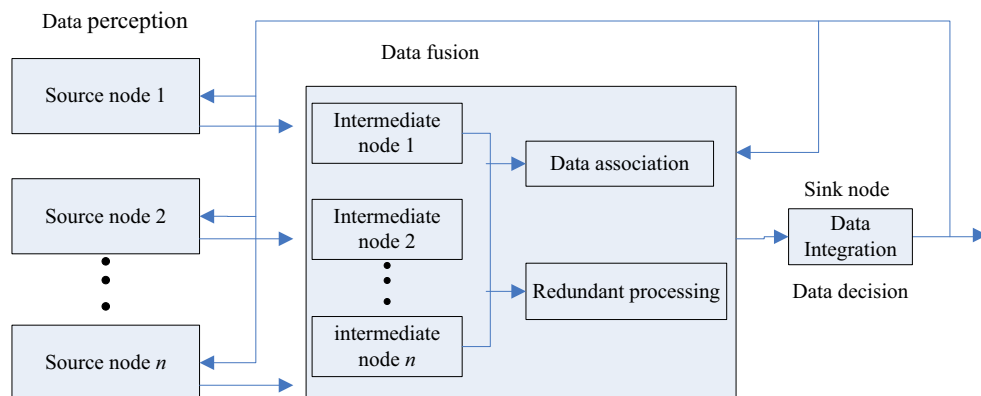 Data perception
Source node 1
Source node 2
Source node n
Data fusion
Intermediate
node 1
Intermediate
node 2
intermediate
node n
Data association
Redundant processing
Sink node
Data
Integration
Data decision